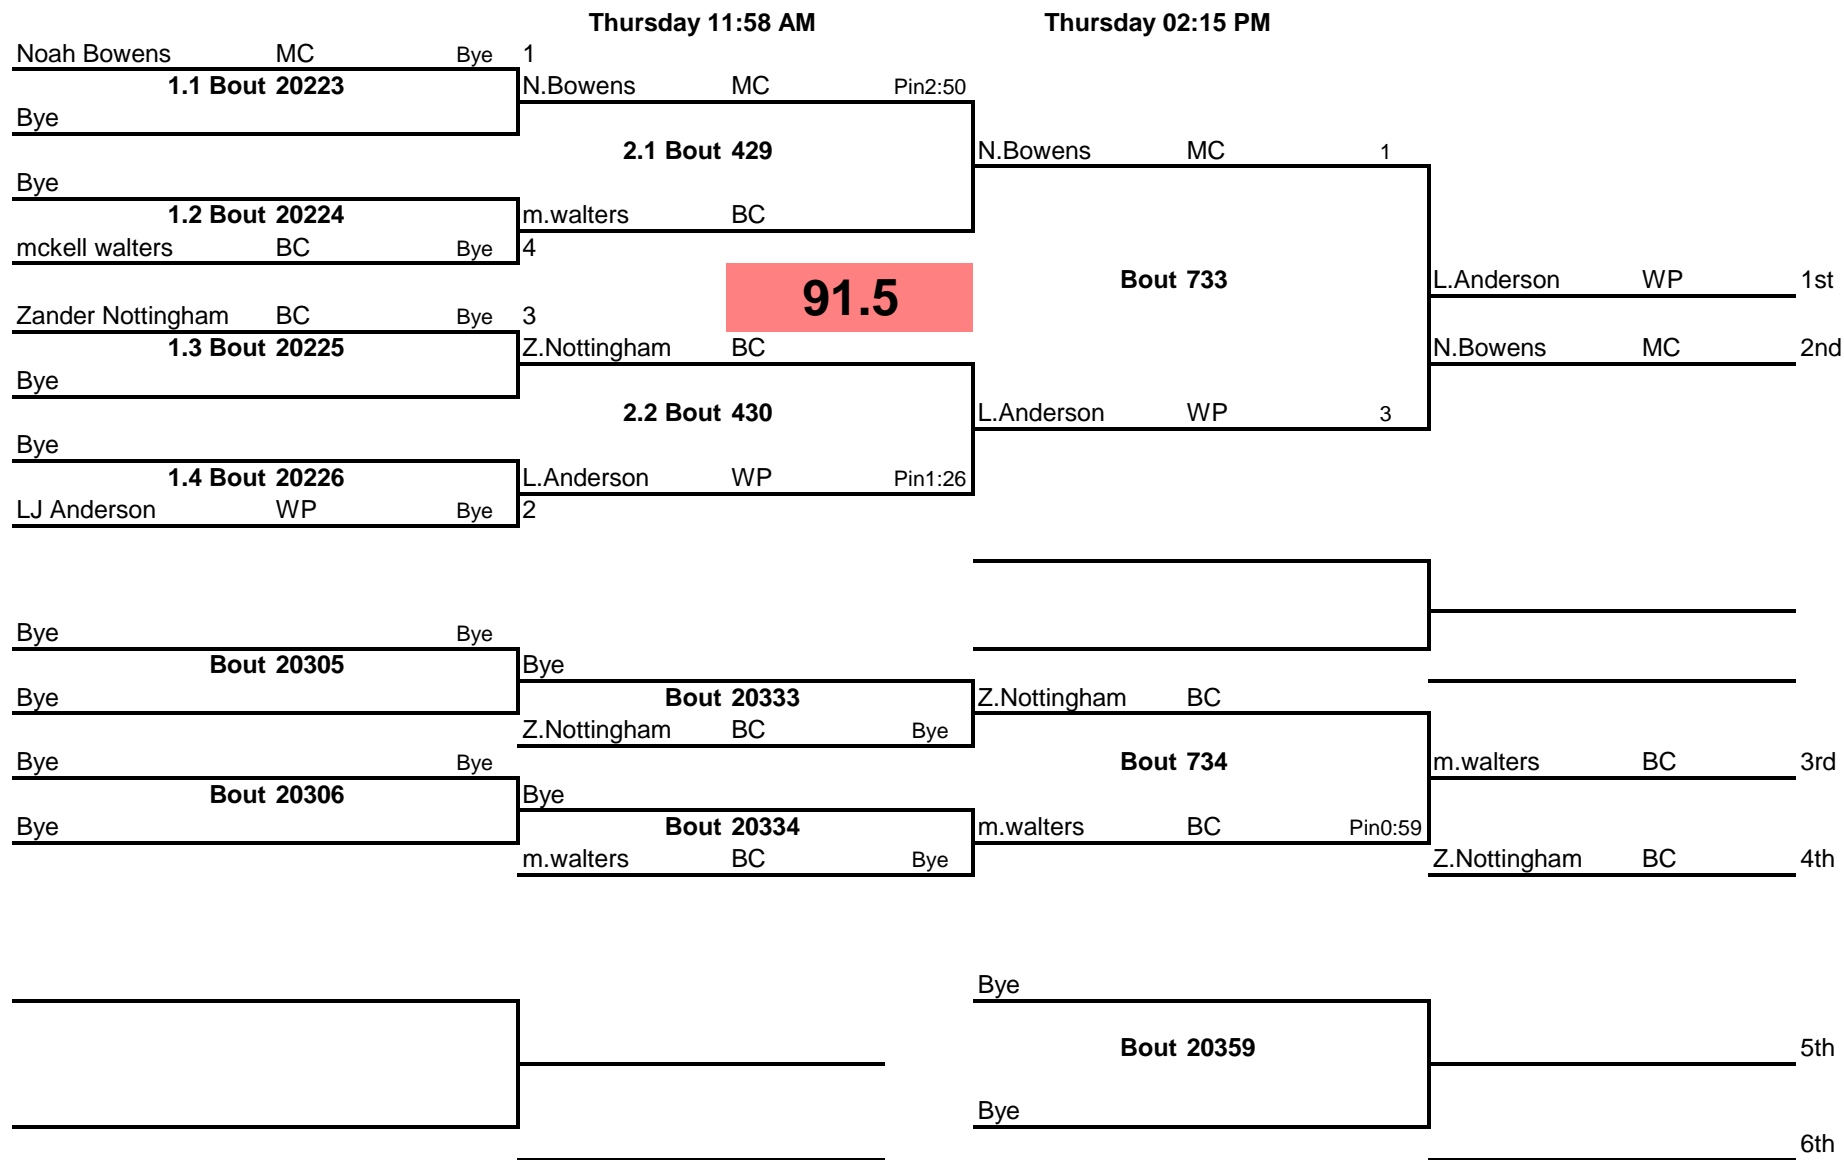 Thursday 11:58 AM Thursday 02:15 PM
Noah Bowens MC Bye 1
1.1 Bout 20223 N.Bowens MC Pin2:50
Bye
2.1 Bout 429 N.Bowens MC 1
Bye
1.2 Bout 20224 m.walters BC
mckell walters BC Bye 4
91.5 Bout 733 L.Anderson WP 1st
Zander Nottingham BC Bye 3
1.3 Bout 20225 Z.Nottingham BC N.Bowens MC 2nd
Bye
2.2 Bout 430 L.Anderson WP 3
Bye
1.4 Bout 20226 L.Anderson WP Pin1:26
LJ Anderson WP Bye 2
Bye Bye
Bout 20305 Bye
Bye Bout 20333 Z.Nottingham BC
Z.Nottingham BC Bye
Bye Bye Bout 734 m.walters BC 3rd
Bout 20306 Bye
Bye Bout 20334 m.walters BC Pin0:59
m.walters BC Bye Z.Nottingham BC 4th
Bye
Bout 20359 5th
Bye
6th